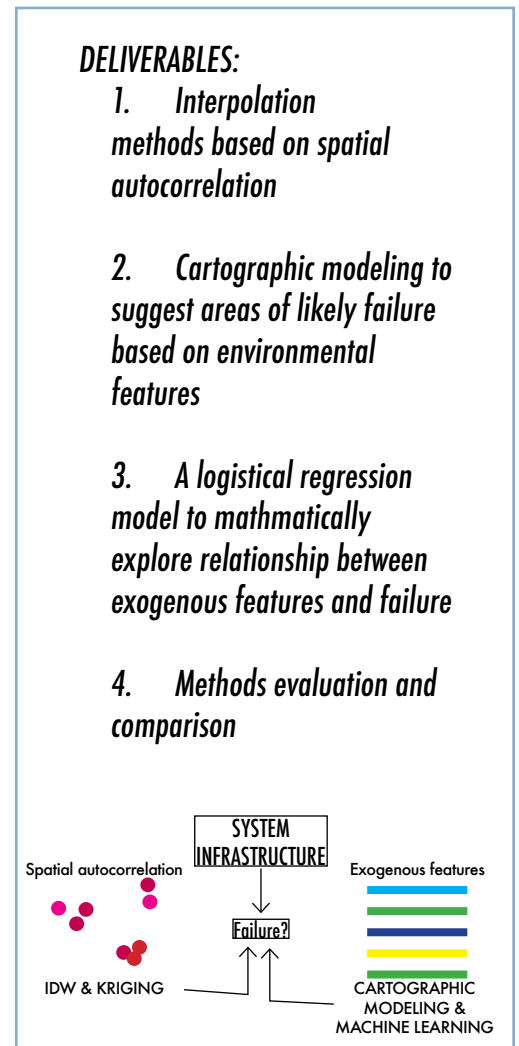 DELIVERABLES:
1. Interpolation
methods based on spatial
autocorrelation
2. Cartographic modeling to
suggest areas of likely failure
based on environmental
features
3. A logistical regression
model to mathmatically
explore relationship between
exogenous features and failure
4. Methods evaluation and
comparison
SYSTEM
INFRASTRUCTURE
Spatial autocorrelation
Exogenous features
Failure?
IDW & KRIGING
CARTOGRAPHIC
MODELING &
MACHINE LEARNING